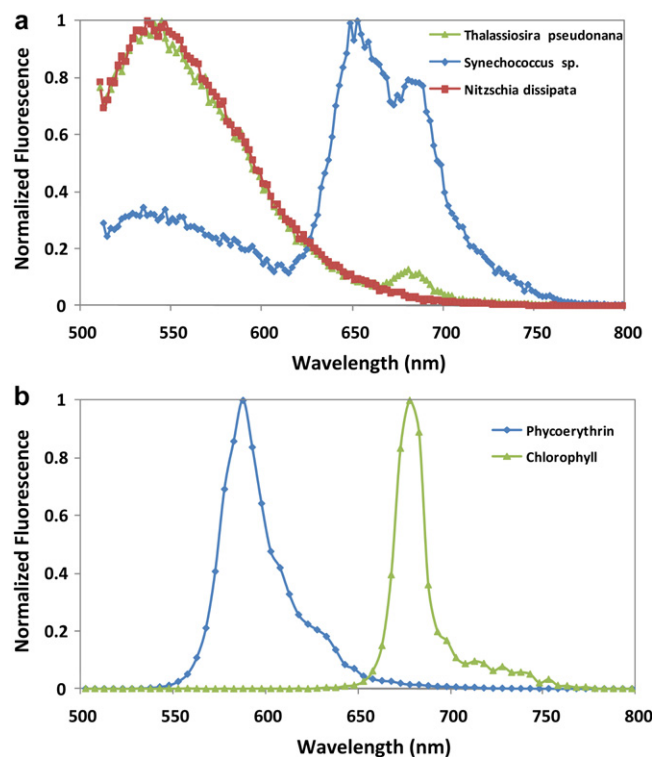 a
1
0.8
0.6
0.4
0.2
0
Normalized Fluorescence
Thalassiosira pseudonana
Synechococcus sp.
Nitzschia dissipata
500 550 600 650 700 750 800
Wavelength (nm)
b
1
0.8
0.6
0.4
0.2
0
Normalized Fluorescence
Phycoerythrin
Chlorophyll
500 550 600 650 700 750 800
Wavelength (nm)